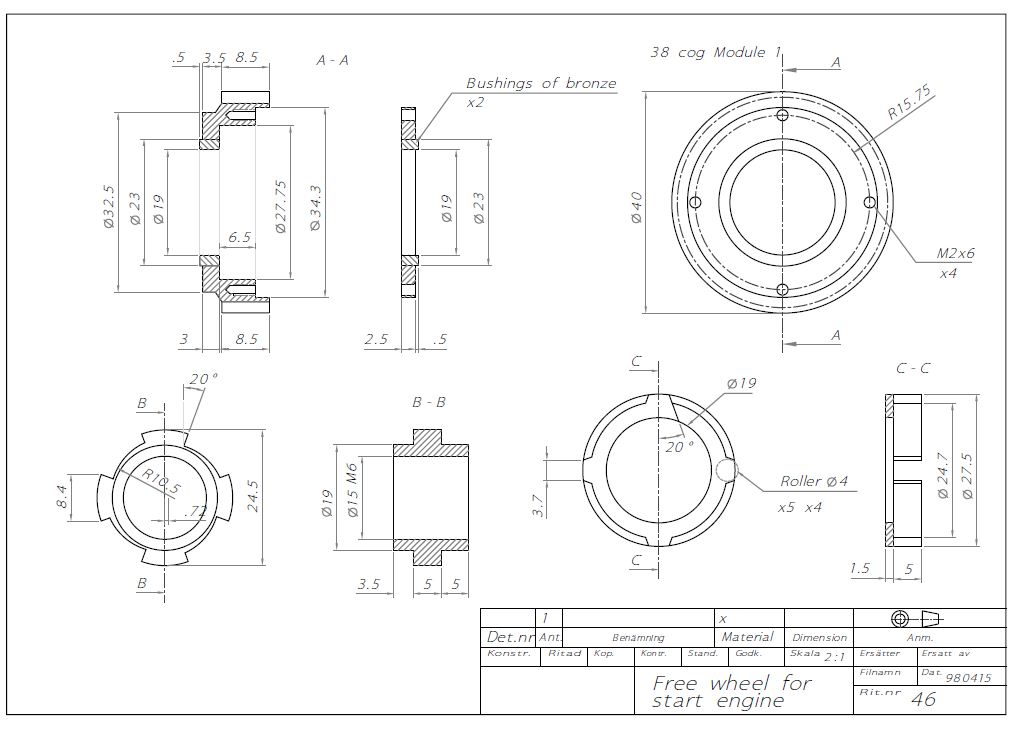 .5 3.5 8.5
A-A
Bushings of bronze
x2
38 cog Module 1
A
R15.75
Ø32.5
Ø23
Ø19
6.5
Ø27.75
Ø34.3
Ø19
Ø23
Ø40
M2x6
x4
3
8.5
2.5
.5
A
20°
B
R10.5
8.4
.72
24.5
B
B-B
Ø19
Ø15 M6
3.5
5
5
C
Ø19
20°
3.7
Roller Ø4
x5 x4
C
C-C
Ø24.7
Ø27.5
1.5
5
1
x
Det.nr
Ant.
Benämning
Material
Dimension
Anm.
Konstr.
Ritad
Kop.
Kontr.
Stand.
Godk.
Skala 2:1
Ersätter
Ersatt av
Free wheel for
start engine
Filnamn
Dat. 980415
Rit.nr 46